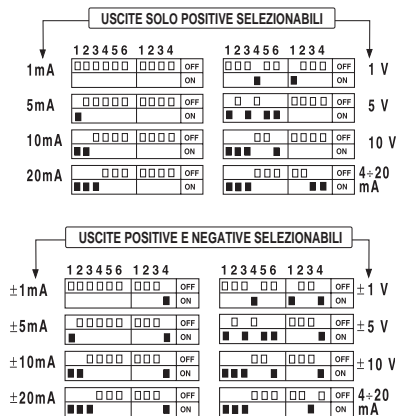 USCITE SOLO POSITIVE SELEZIONABILI
1 2 3 4 5 6 1 2 3 4 1 2 3 4 5 6 1 2 3 4
1mA OFF ON OFF ON 1 V
5mA OFF ON OFF ON 5 V
10mA OFF ON OFF ON 10 V
20mA OFF ON OFF ON 4÷20 mA
USCITE POSITIVE E NEGATIVE SELEZIONABILI
1 2 3 4 5 6 1 2 3 4 1 2 3 4 5 6 1 2 3 4
±1mA OFF ON OFF ON ±1 V
±5mA OFF ON OFF ON ±5 V
±10mA OFF ON OFF ON ±10 V
±20mA OFF ON OFF ON 4÷20 mA